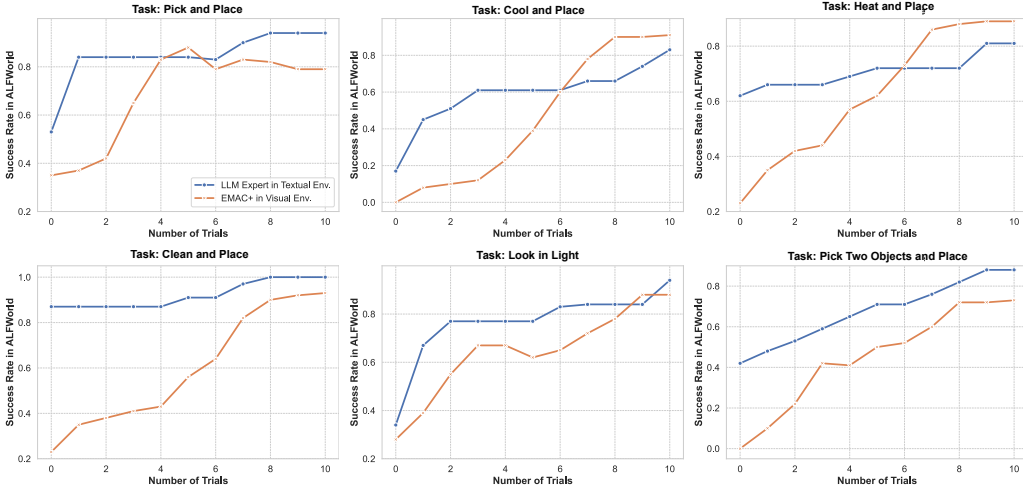 Task: Pick and Place
Success Rate in ALFWorld
0.8
0.6
0.4
0.2
0 2 4 6 8 10
Number of Trials
LLM Expert in Textual Env.
EMAC+ in Visual Env.
Task: Cool and Place
Success Rate in ALFWorld
0.8
0.6
0.4
0.2
0.0
0 2 4 6 8 10
Number of Trials
Task: Heat and Place
Success Rate in ALFWorld
0.8
0.6
0.4
0.2
0 2 4 6 8 10
Number of Trials
Task: Clean and Place
Success Rate in ALFWorld
1.0
0.8
0.6
0.4
0.2
0 2 4 6 8 10
Number of Trials
Task: Look in Light
Success Rate in ALFWorld
0.8
0.6
0.4
0.2
0 2 4 6 8 10
Number of Trials
Task: Pick Two Objects and Place
Success Rate in ALFWorld
0.8
0.6
0.4
0.2
0.0
0 2 4 6 8 10
Number of Trials